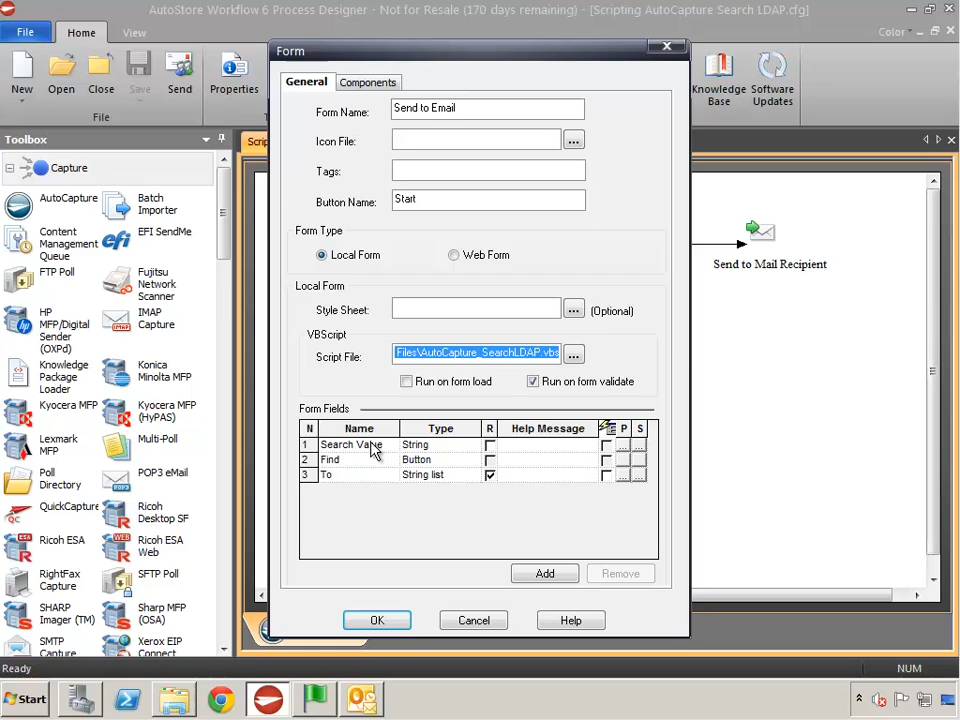 AutoStore Workflow 6 Process Designer - Not for Resale (170 days remaining) - [Scripting AutoCapture Search LDAP.cfg]
File
Home
View
Color
New
Open
Close
Save
Send
Properties
Knowledge Base
Software Updates
File
Toolbox
Capture
AutoCapture
Batch Importer
Content Management Queue
EFI SendMe
FTP Poll
Fujitsu Network Scanner
HP MFP/Digital Sender (OXPd)
IMAP Capture
Knowledge Package Loader
Konica Minolta MFP
Kyocera MFP
Kyocera MFP (HyPAS)
Lexmark MFP
Multi-Poll
Poll Directory
POP3 eMail
QuickCapture
Ricoh Desktop SF
Ricoh ESA
Ricoh ESA Web
RightFax Capture
SFTP Poll
SHARP Imager (TM)
Sharp MFP (OSA)
SMTP Capture
Xerox EIP Connect
Form
General
Components
Form Name:
Send to Email
Icon File:
...
Tags:
Button Name:
Start
Form Type
Local Form
Web Form
Local Form
Style Sheet:
...
(Optional)
VBScript
Script File:
Files\AutoCapture_SearchLDAP.vbs
...
Run on form load
Run on form validate
Form Fields
N Name Type R Help Message P S
1 Search Value String ... ...
2 Find Button
3 To String list ... ...
Add
Remove
OK
Cancel
Help
Send to Mail Recipient
Ready
NUM
Start